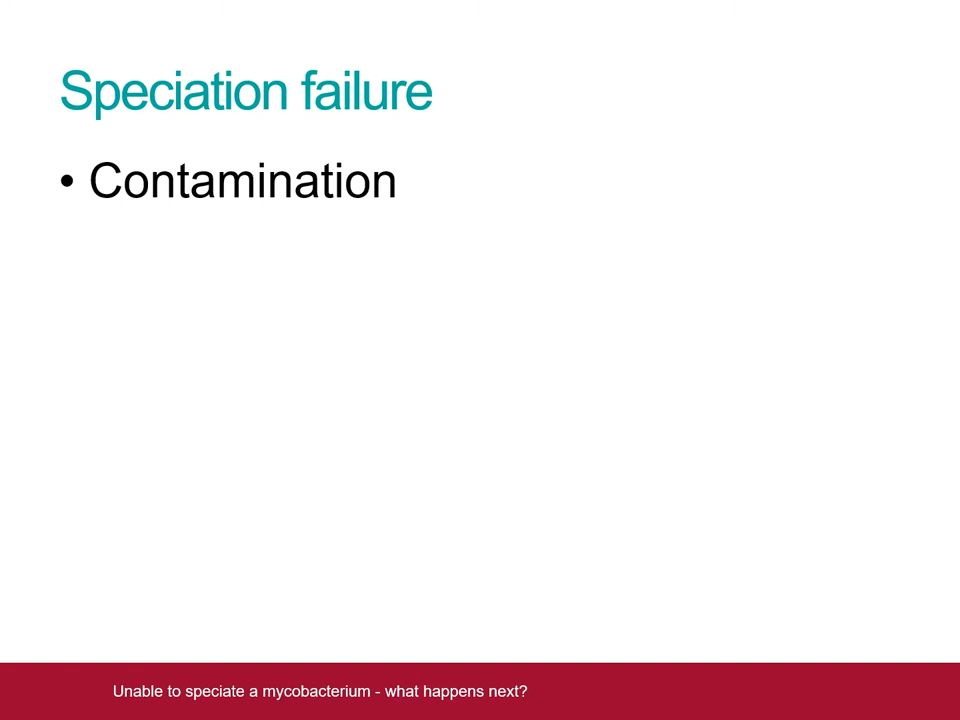 Speciation failure
• Contamination
Unable to speciate a mycobacterium - what happens next?